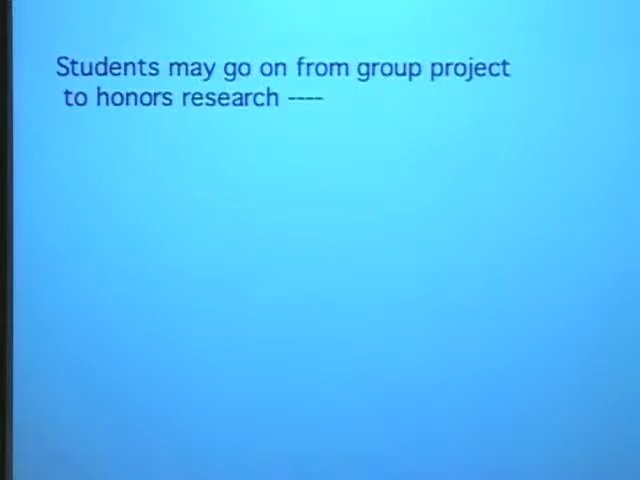 Students may go on from group project
to honors research ----